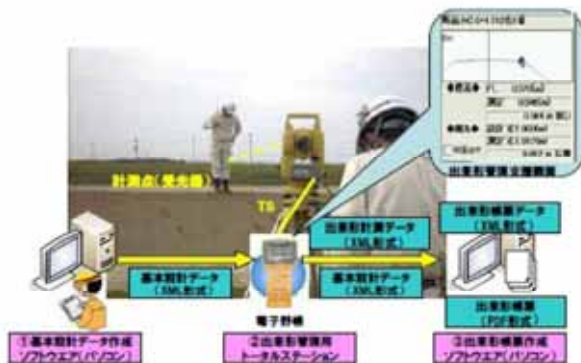 計測点(受光器)
TS
出来形管理支援画面
出来形計測データ
(XML形式)
出来形帳票データ
(XML形式)
基本設計データ
(XML形式)
基本設計データ
(XML形式)
電子野帳
出来形帳票
(PDF形式)
①基本設計データ作成
ソフトウエア(パソコン)
②出来形管理用
トータルステーション
③出来形帳票作成
ソフトウエア(パソコン)